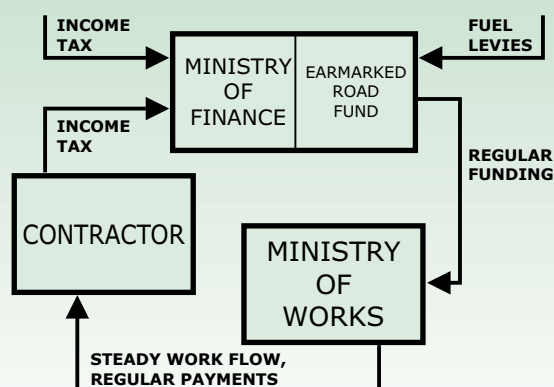 INCOME
TAX
FUEL
LEVIES
MINISTRY
OF
FINANCE
EARMARKED
ROAD
FUND
INCOME
TAX
REGULAR
FUNDING
CONTRACTOR
MINISTRY
OF
WORKS
STEADY WORK FLOW,
REGULAR PAYMENTS